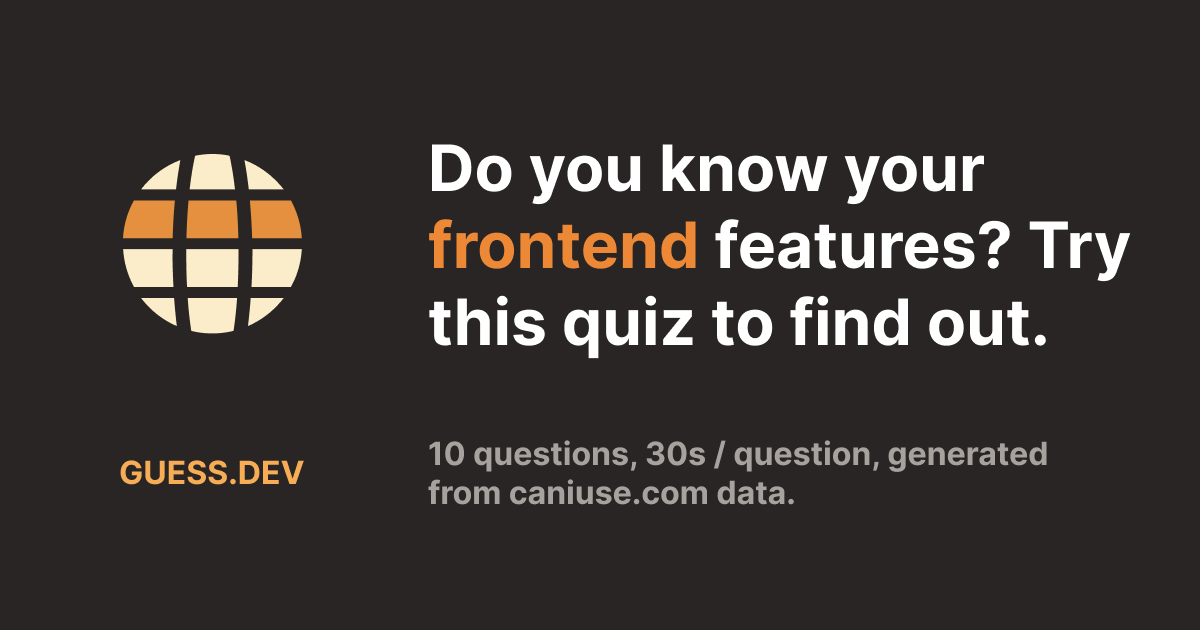 Do you know your
frontend features? Try
this quiz to find out.
GUESS.DEV
10 questions, 30s / question, generated
from caniuse.com data.